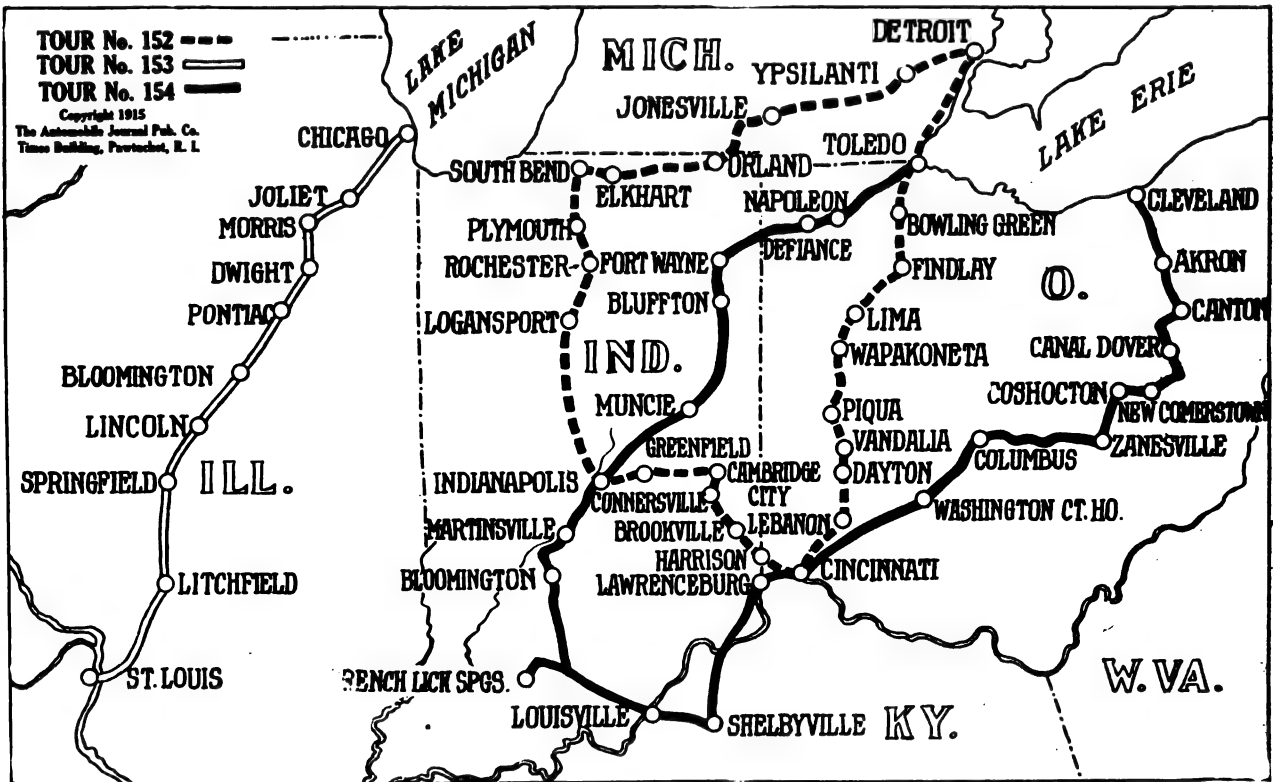 TOUR No. 152
TOUR No. 153
TOUR No. 154
Copyright 1915
The Automobile Journal Pub. Co.
Times Building, Pawtucket, R. I.
LAKE
MICHIGAN
MICH.
DETROIT
YPSILANTI
JONESVILLE
LAKE ERIE
CHICAGO
TOLEDO
SOUTH BEND
ORLAND
ELKHART
JOLIET
NAPOLEON
CLEVELAND
MORRIS
PLYMOUTH
BOWLING GREEN
DEFIANCE
ROCHESTER
FORT WAYNE
DWIGHT
FINDLAY
AKRON
O.
BLUFFTON
PONTIAC
LOGANSPORT
LIMA
CANTON
IND.
WAPAKONETA
CANAL DOVER
BLOOMINGTON
COSHOCTON
MUNCIE
PIQUA
NEW COMERSTOWN
LINCOLN
GREENFIELD
VANDALIA
ZANESVILLE
COLUMBUS
SPRINGFIELD
ILL.
INDIANAPOLIS
CAMBRIDGE
CITY
DAYTON
CONNERSVILLE
WASHINGTON CT. HO.
MARTINSVILLE
BROOKVILLE
LEBANON
HARRISON
LITCHFIELD
BLOOMINGTON
LAWRENCEBURG
CINCINNATI
ST. LOUIS
RENCH LICK SPGS.
W. VA.
LOUISVILLE
SHELBYVILLE
KY.